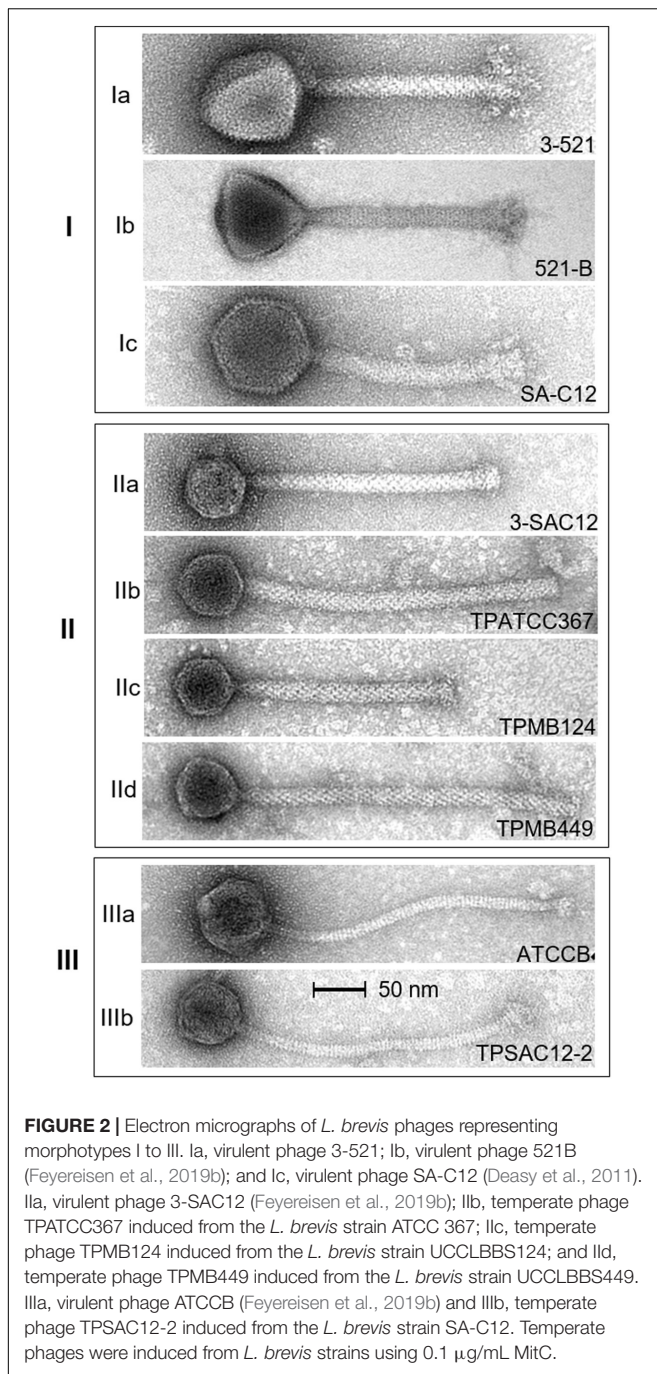 Ia
3-521
I
Ib
521-B
Ic
SA-C12
IIa
3-SAC12
IIb
TPATCC367
II
IIc
TPMB124
IId
TPMB449
IIIa
ATCCB
III
50 nm
IIIb
TPSAC12-2
FIGURE 2 | Electron micrographs of L. brevis phages representing
morphotypes I to III. Ia, virulent phage 3-521; Ib, virulent phage 521B
(Feyereisen et al., 2019b); and Ic, virulent phage SA-C12 (Deasy et al., 2011).
IIa, virulent phage 3-SAC12 (Feyereisen et al., 2019b); IIb, temperate phage
TPATCC367 induced from the L. brevis strain ATCC 367; IIc, temperate
phage TPMB124 induced from the L. brevis strain UCCLBBS124; and IId,
temperate phage TPMB449 induced from the L. brevis strain UCCLBBS449.
IIIa, virulent phage ATCCB (Feyereisen et al., 2019b) and IIIb, temperate
phage TPSAC12-2 induced from the L. brevis strain SA-C12. Temperate
phages were induced from L. brevis strains using 0.1 μg/mL MitC.